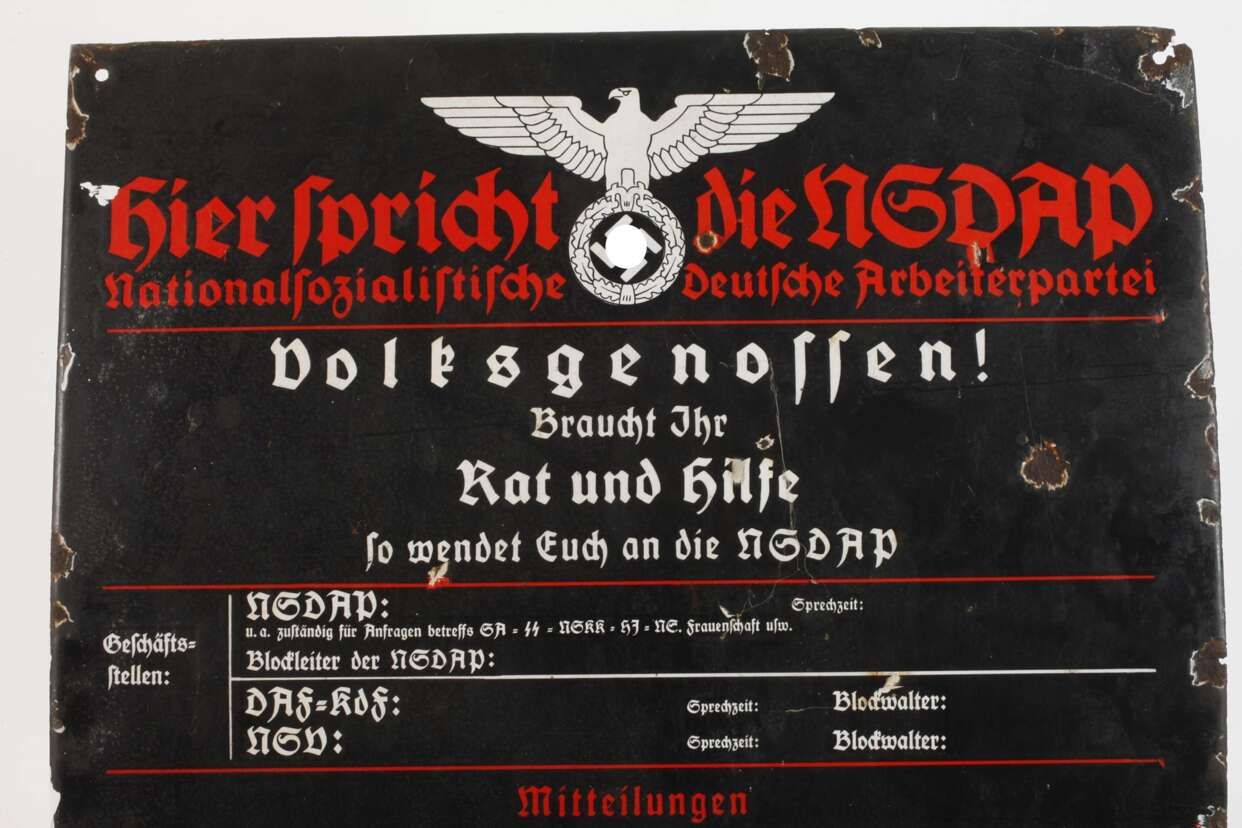 Hier spricht die NSDAP
Nationalsozialistische Deutsche Arbeiterpartei
Volksgenossen!
Braucht Ihr
Rat und Hilfe
so wendet Euch an die NSDAP
Geschäfts-
stellen:
NSDAP: Sprechzeit:
u. a. zuständig für Anfragen betreffs SA - ᛋᛋ - NSKK - HJ - NS. Frauenschaft usw.
Blockleiter der NSDAP:
DAF-KdF: Sprechzeit: Blockwalter:
NSV: Sprechzeit: Blockwalter:
Mitteilungen